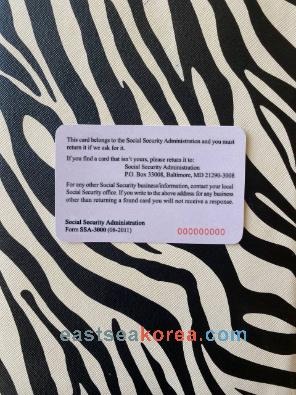 This card belongs to the Social Security Administration and you must
return it if we ask for it.
If you find a card that isn't yours, please return it to:
Social Security Administration
P.O. Box 33008, Baltimore, MD 21290-3008
For any other Social Security business/information, contact your local
Social Security office. If you write to the above address for any business
other than returning a found card you will not receive a response.
Social Security Administration
Form SSA-3000 (08-2011)
000000000
eastseakorea.com